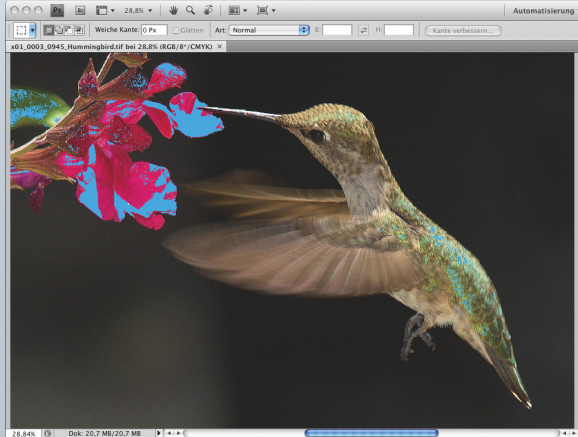 Ps Br 28,8% Automatisierung
Weiche Kante: 0 Px Glätten Art: Normal B: H: Kante verbessern...
x01_0003_0945_Hummingbird.tif bei 28,8% (RGB/8*/CMYK) ×
28,84% Dok: 20,7 MB/20,7 MB